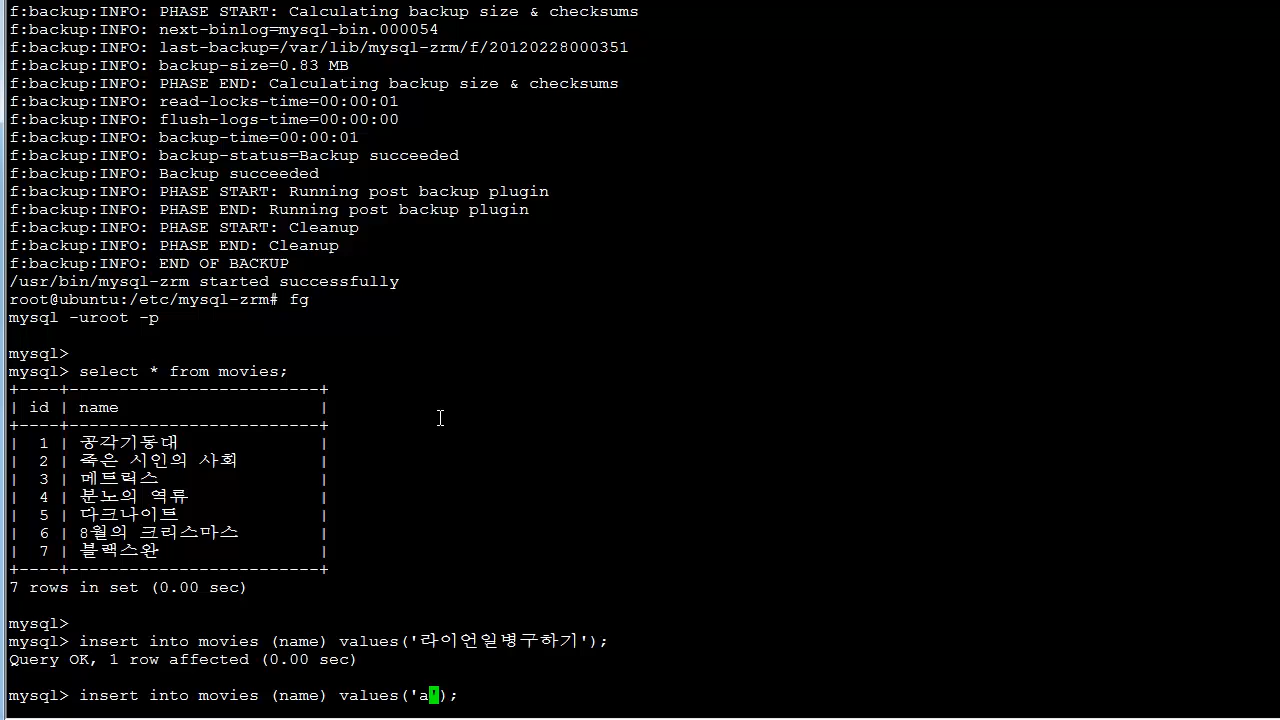 f:backup:INFO: PHASE START: Calculating backup size & checksums
f:backup:INFO: next-binlog=mysql-bin.000054
f:backup:INFO: last-backup=/var/lib/mysql-zrm/f/20120228000351
f:backup:INFO: backup-size=0.83 MB
f:backup:INFO: PHASE END: Calculating backup size & checksums
f:backup:INFO: read-locks-time=00:00:01
f:backup:INFO: flush-logs-time=00:00:00
f:backup:INFO: backup-time=00:00:01
f:backup:INFO: backup-status=Backup succeeded
f:backup:INFO: Backup succeeded
f:backup:INFO: PHASE START: Running post backup plugin
f:backup:INFO: PHASE END: Running post backup plugin
f:backup:INFO: PHASE START: Cleanup
f:backup:INFO: PHASE END: Cleanup
f:backup:INFO: END OF BACKUP
/usr/bin/mysql-zrm started successfully
root@ubuntu:/etc/mysql-zrm# fg
mysql -uroot -p
mysql>
mysql> select * from movies;
+----+-------------------------+
| id | name                    |
+----+-------------------------+
|  1 | 공각기동대              |
|  2 | 죽은 시인의 사회        |
|  3 | 메트릭스                |
|  4 | 분노의 역류             |
|  5 | 다크나이트              |
|  6 | 8월의 크리스마스        |
|  7 | 블랙스완                |
+----+-------------------------+
7 rows in set (0.00 sec)
mysql>
mysql> insert into movies (name) values('라이언일병구하기');
Query OK, 1 row affected (0.00 sec)
mysql> insert into movies (name) values('a');